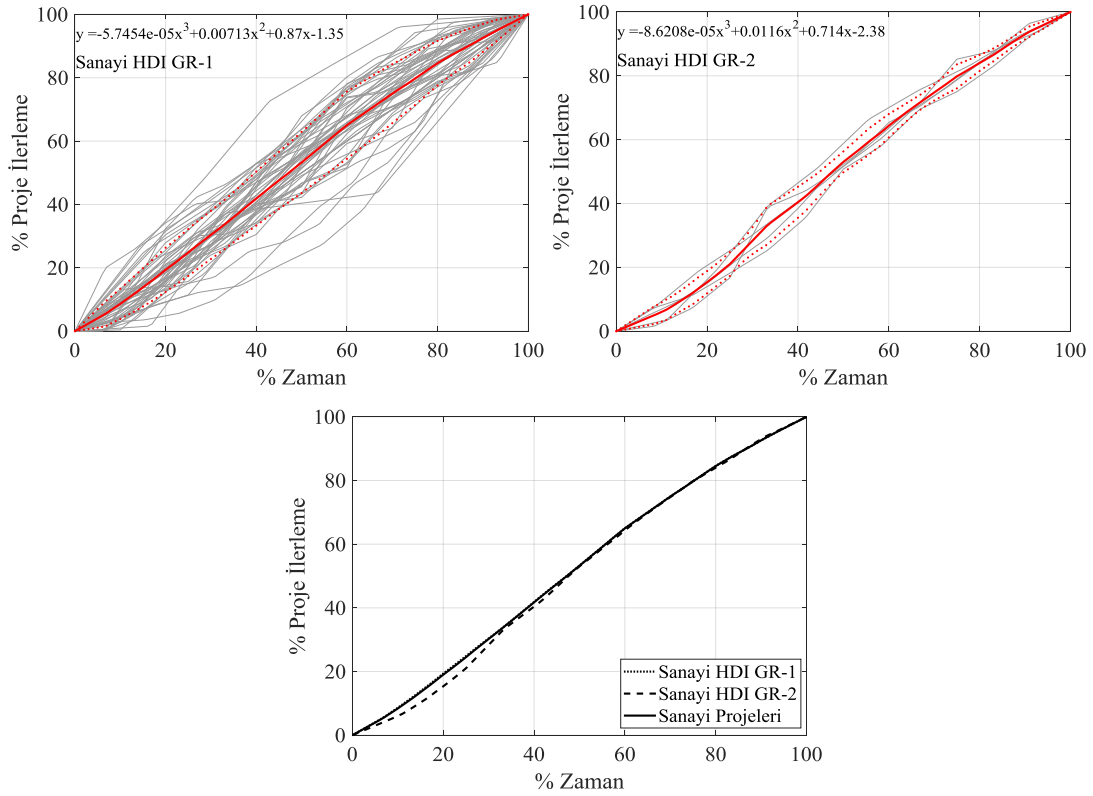 y =-5.7454e-05x³+0.00713x²+0.87x-1.35
Sanayi HDI GR-1
100
80
60
40
20
0
0 20 40 60 80 100
% Proje İlerleme
% Zaman
y =-8.6208e-05x³+0.0116x²+0.714x-2.38
Sanayi HDI GR-2
100
80
60
40
20
0
0 20 40 60 80 100
% Proje İlerleme
% Zaman
100
80
60
40
20
0
0 20 40 60 80 100
% Proje İlerleme
% Zaman
Sanayi HDI GR-1
Sanayi HDI GR-2
Sanayi Projeleri